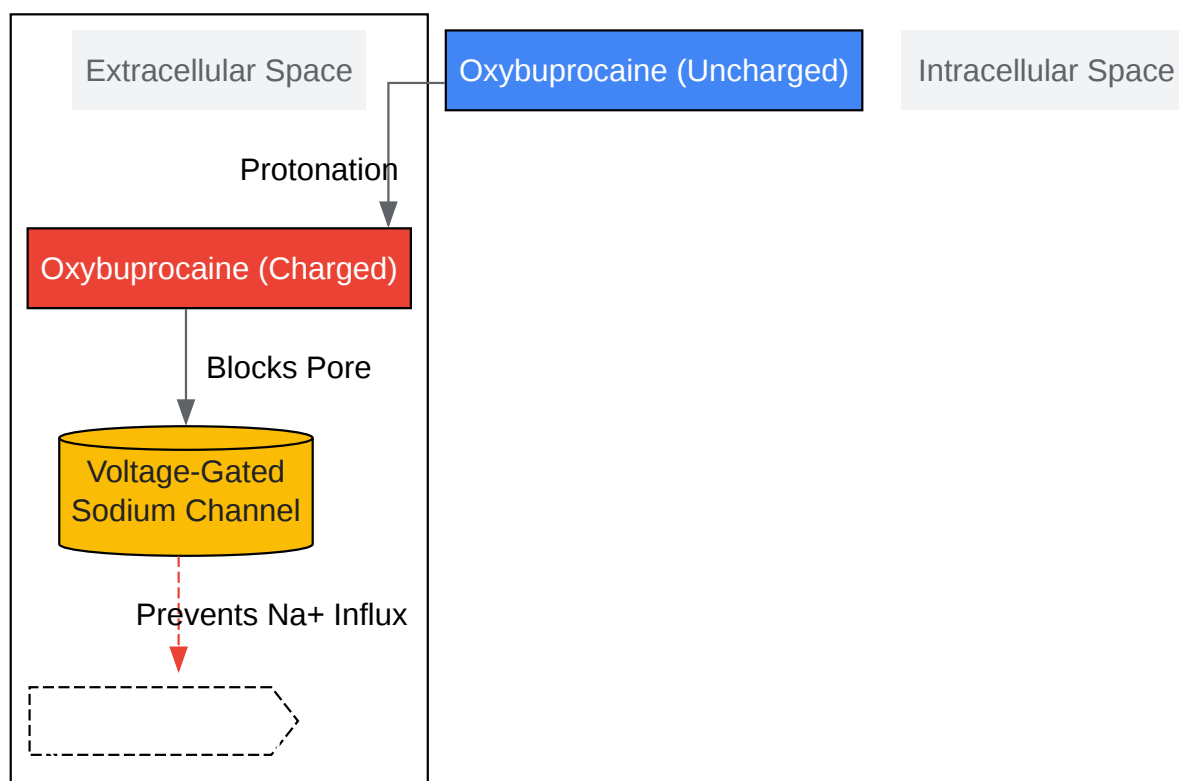 Extracellular Space
Oxybuprocaine (Uncharged)
Intracellular Space
Protonation
Oxybuprocaine (Charged)
Blocks Pore
Voltage-Gated
Sodium Channel
Prevents Na+ Influx